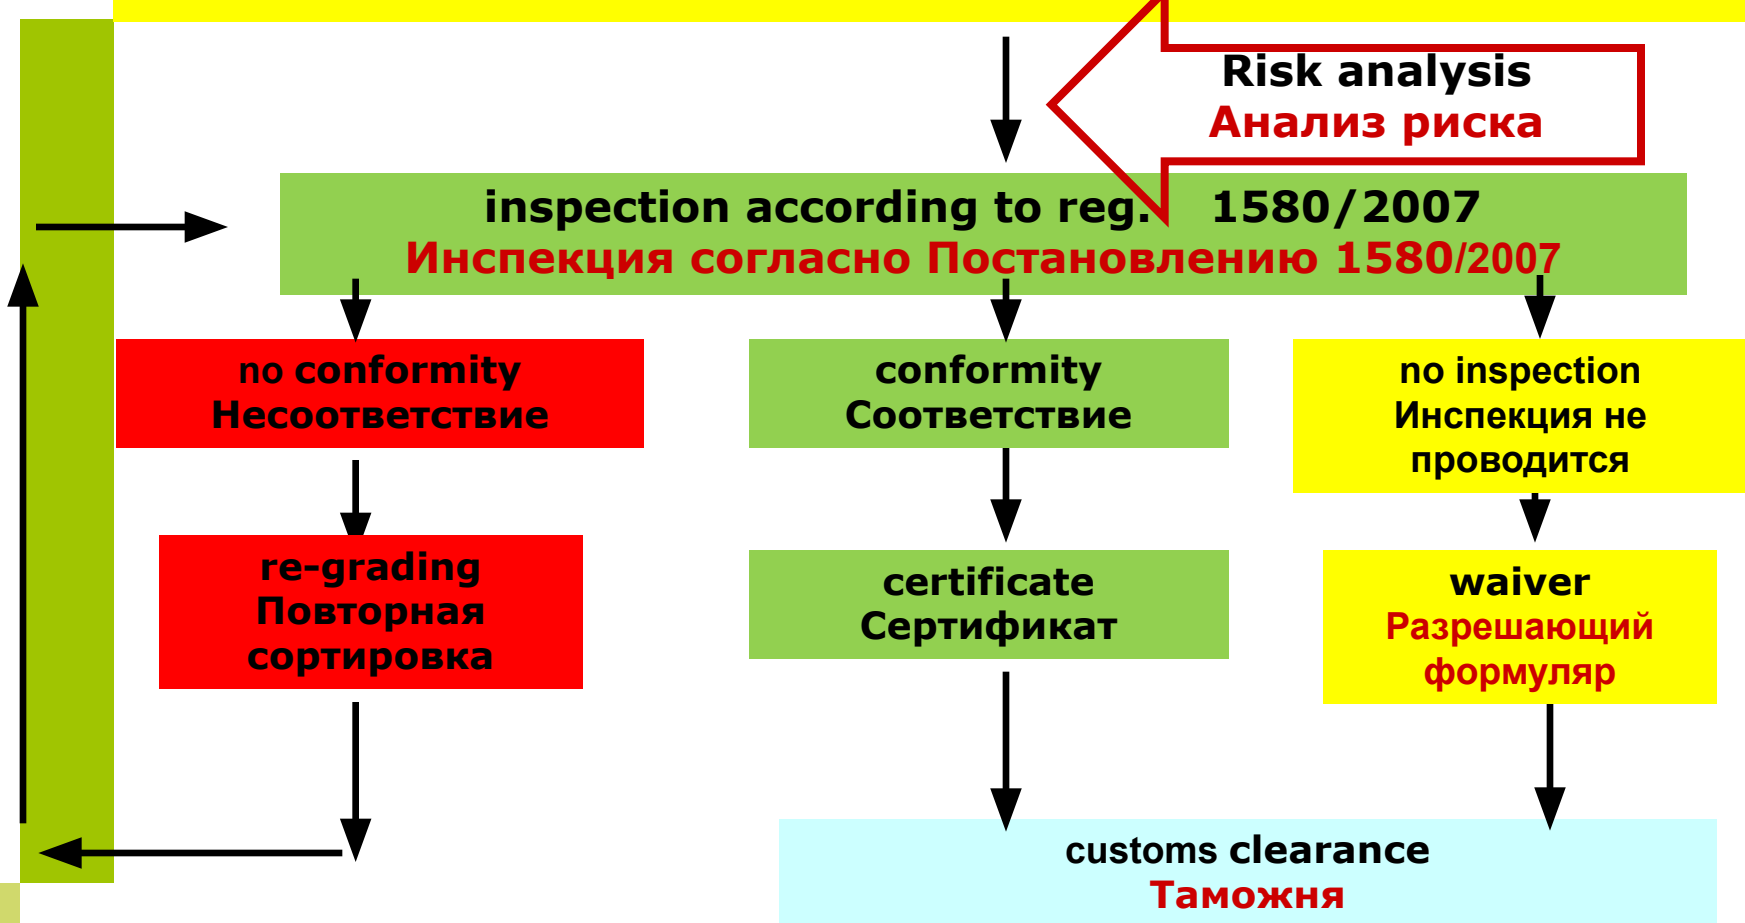 Risk analysis
Анализ риска
inspection according to reg. 1580/2007
Инспекция согласно Постановлению 1580/2007
no conformity
Несоответствие
conformity
Соответствие
no inspection
Инспекция не
проводится
re-grading
Повторная
сортировка
certificate
Сертификат
waiver
Разрешающий
формуляр
customs clearance
Таможня